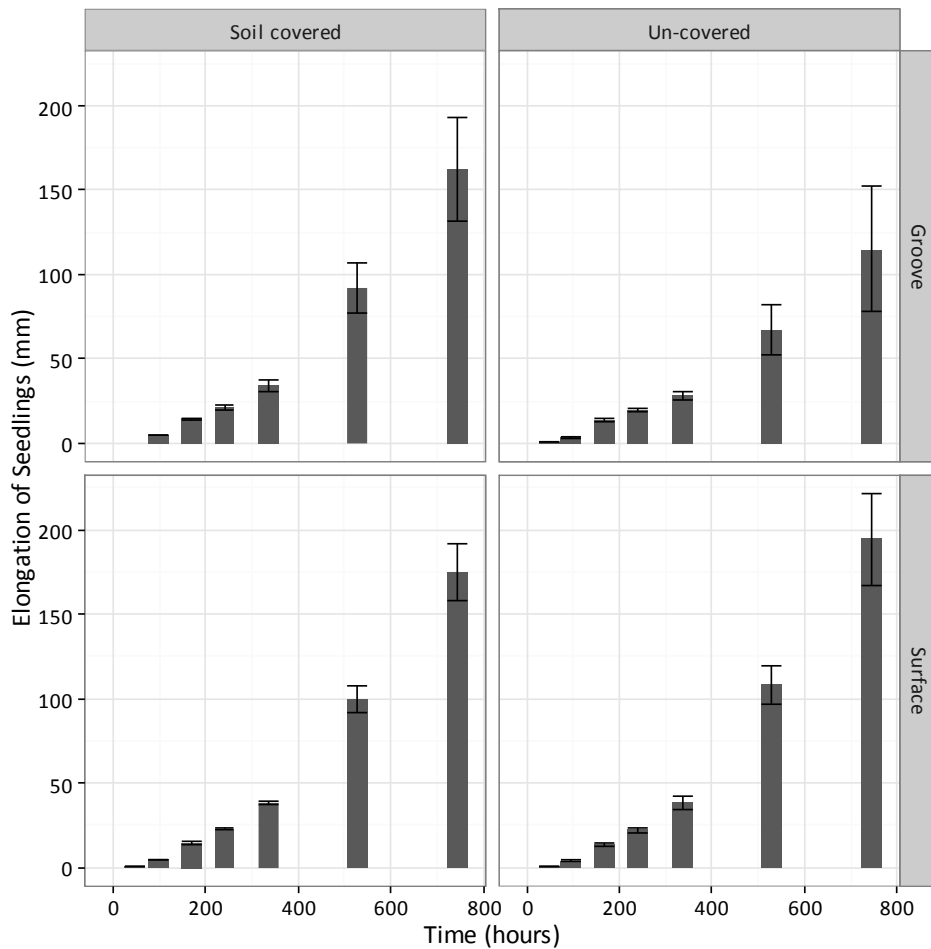 Soil covered
Un-covered
200
150
100
50
0
Groove
200
150
100
50
0
Surface
Elongation of Seedlings (mm)
0 200 400 600 800 0 200 400 600 800
Time (hours)